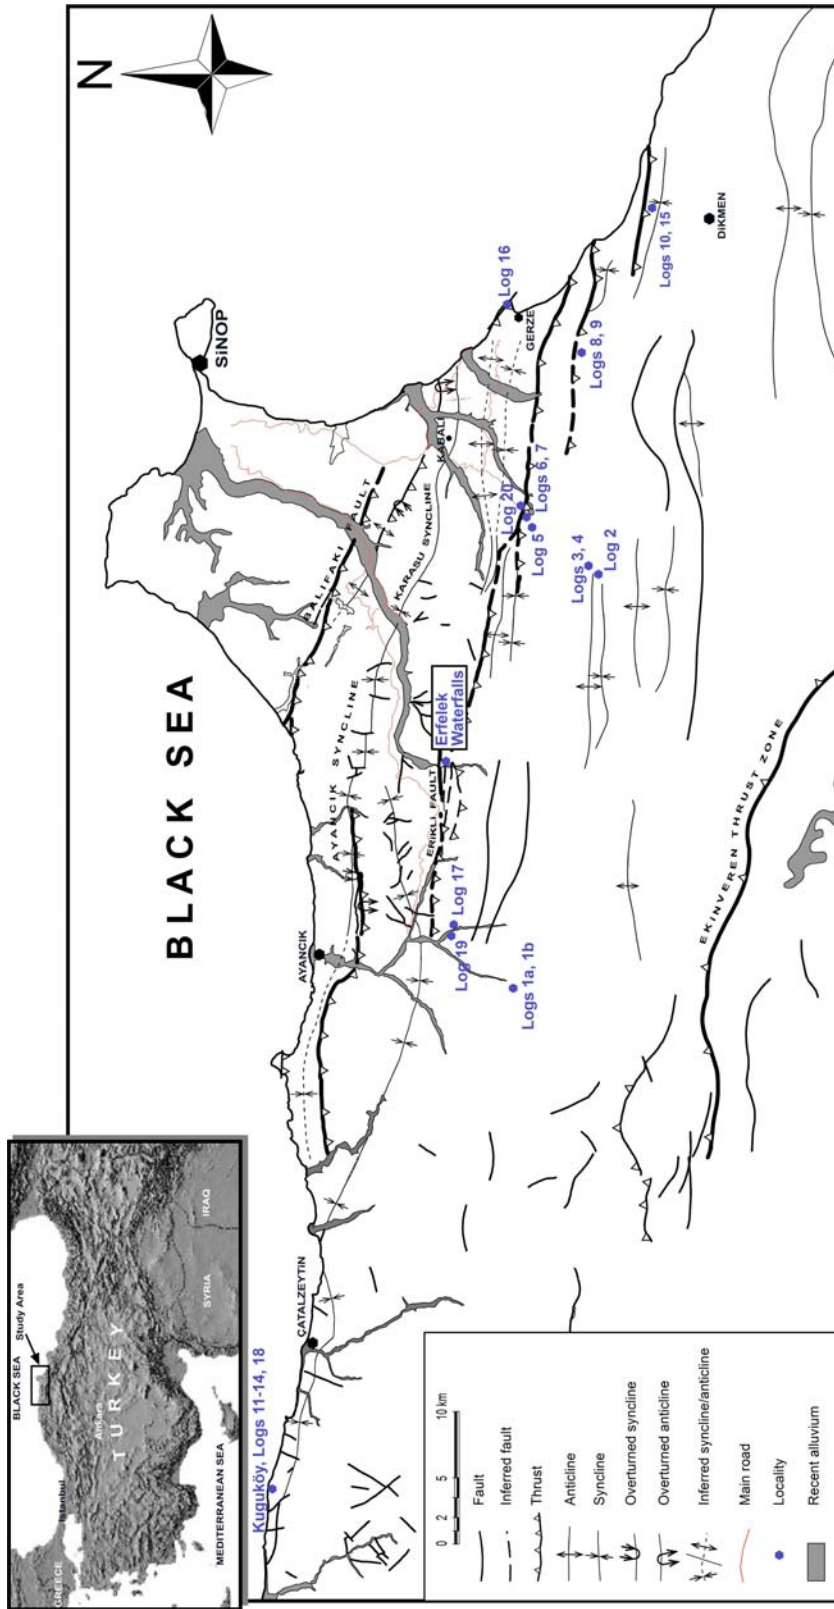 BLACK SEA
Study Area
Istanbul
Ankara
TURKEY
GREECE
MEDITERRANEAN SEA
SYRIA
IRAQ
N
BLACK SEA
SiNOP
AYANCIK
ÇATALZEYTiN
Kuguköy, Logs 11-14, 18
BALIFAKI FAULT
AYANCIK SYNCLINE
KARASU SYNCLINE
KABALI
GERZE
Log 16
ERiKLi FAULT
Erfelek
Waterfalls
Log 20
Logs 6, 7
Log 5
Logs 3, 4
Log 2
Logs 8, 9
Logs 10, 15
DiKMEN
Log 17
Log 19
Logs 1a, 1b
EKINVEREN THRUST ZONE
0 2 5 10 km
Fault
Inferred fault
Thrust
Anticline
Syncline
Overturned syncline
Overturned anticline
Inferred syncline/anticline
Main road
Locality
Recent alluvium